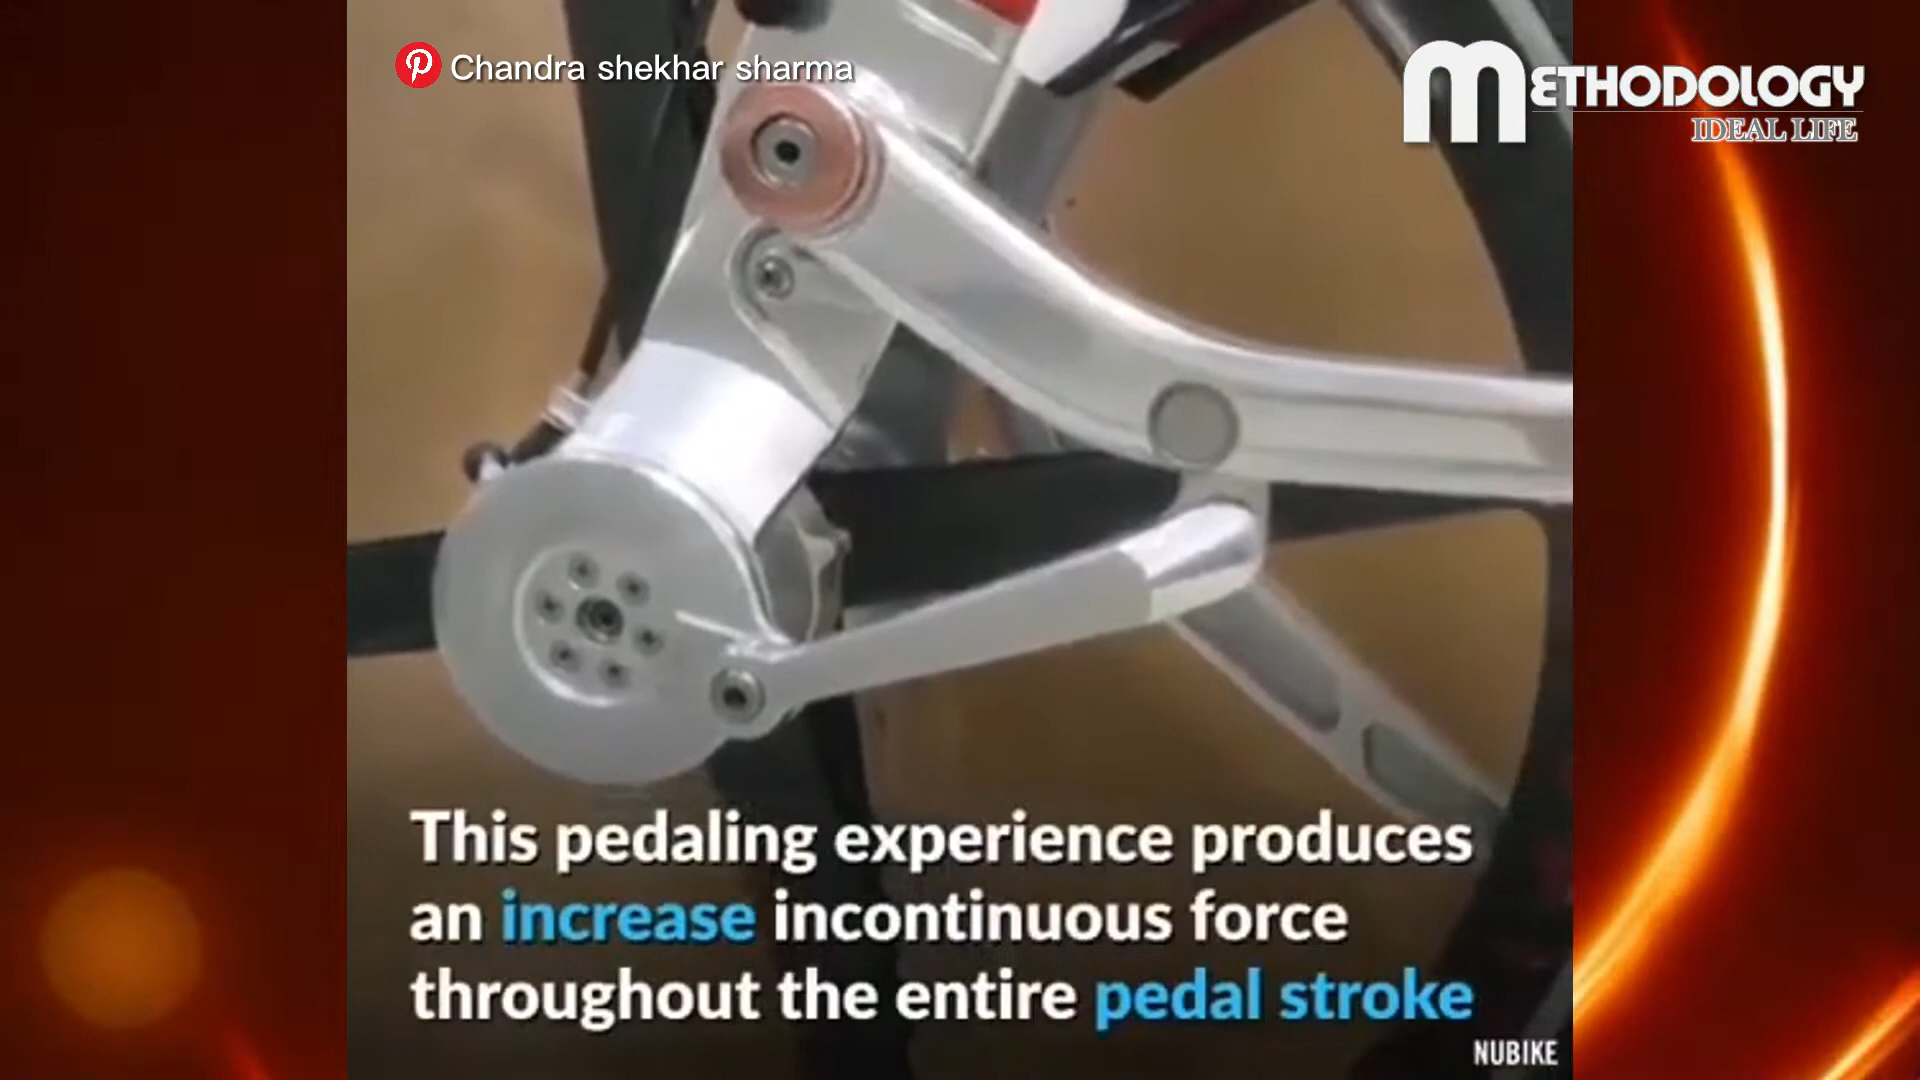 Chandra shekhar sharma
METHODOLOGY
IDEAL LIFE
This pedaling experience produces
an increase incontinuous force
throughout the entire pedal stroke
NUBIKE